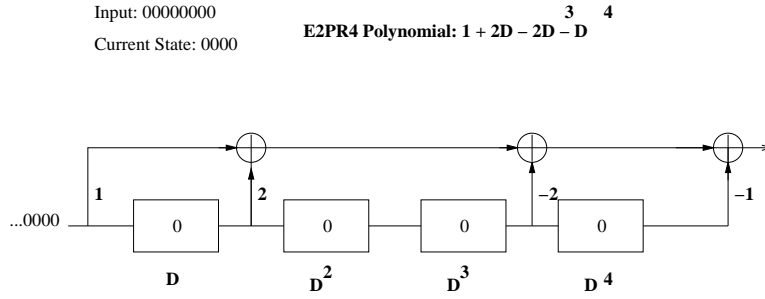 Input: 00000000
E2PR4 Polynomial: 1 + 2D − 2D³ − D⁴
Current State: 0000
1
2
−2
−1
...0000
0
0
0
0
D
D²
D³
D⁴